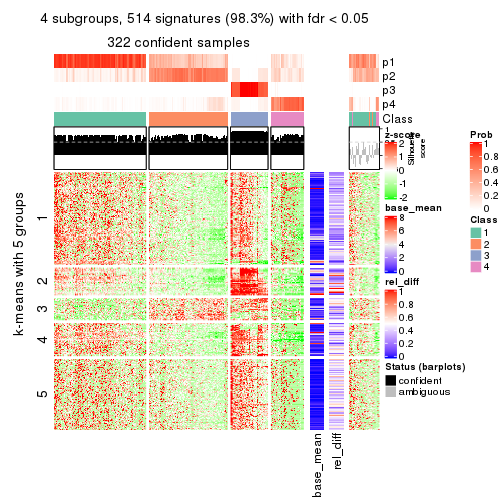 4 subgroups, 514 signatures (98.3%) with fdr < 0.05
322 confident samples
p1
p2
p3
p4
Class
1
z-score
2
1
0
-1
-2
Silhouette
score
Prob
1
0.8
0.6
0.4
0.2
0
base_mean
8
6
4
2
0
Class
1
2
3
4
rel_diff
1
0.8
0.6
0.4
0.2
0
Status (barplots)
confident
ambiguous
k-means with 5 groups
1
2
3
4
5
base_mean
rel_diff